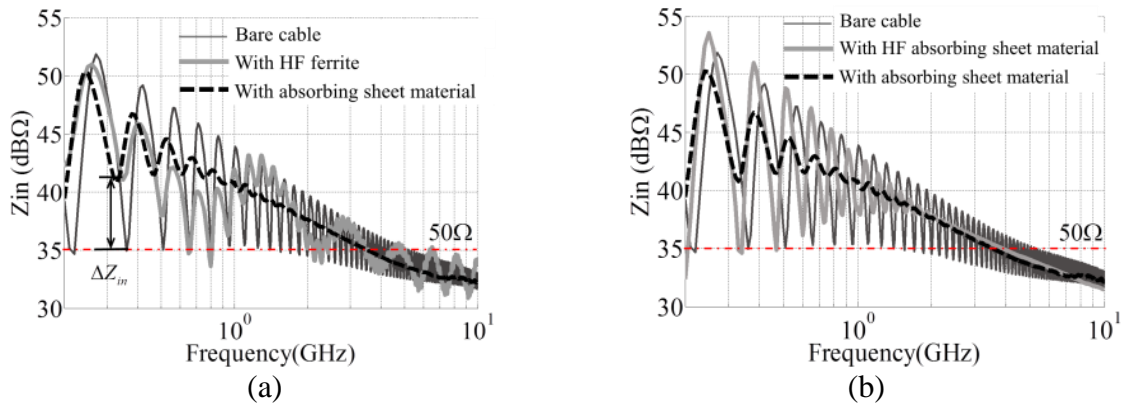 55
50
45
40
35
30
Zin (dBΩ)
Bare cable
With HF ferrite
With absorbing sheet material
50Ω
ΔZin
10^0
10^1
Frequency(GHz)
(a)
55
50
45
40
35
30
Zin (dBΩ)
Bare cable
With HF absorbing sheet material
With absorbing sheet material
50Ω
10^0
10^1
Frequency(GHz)
(b)